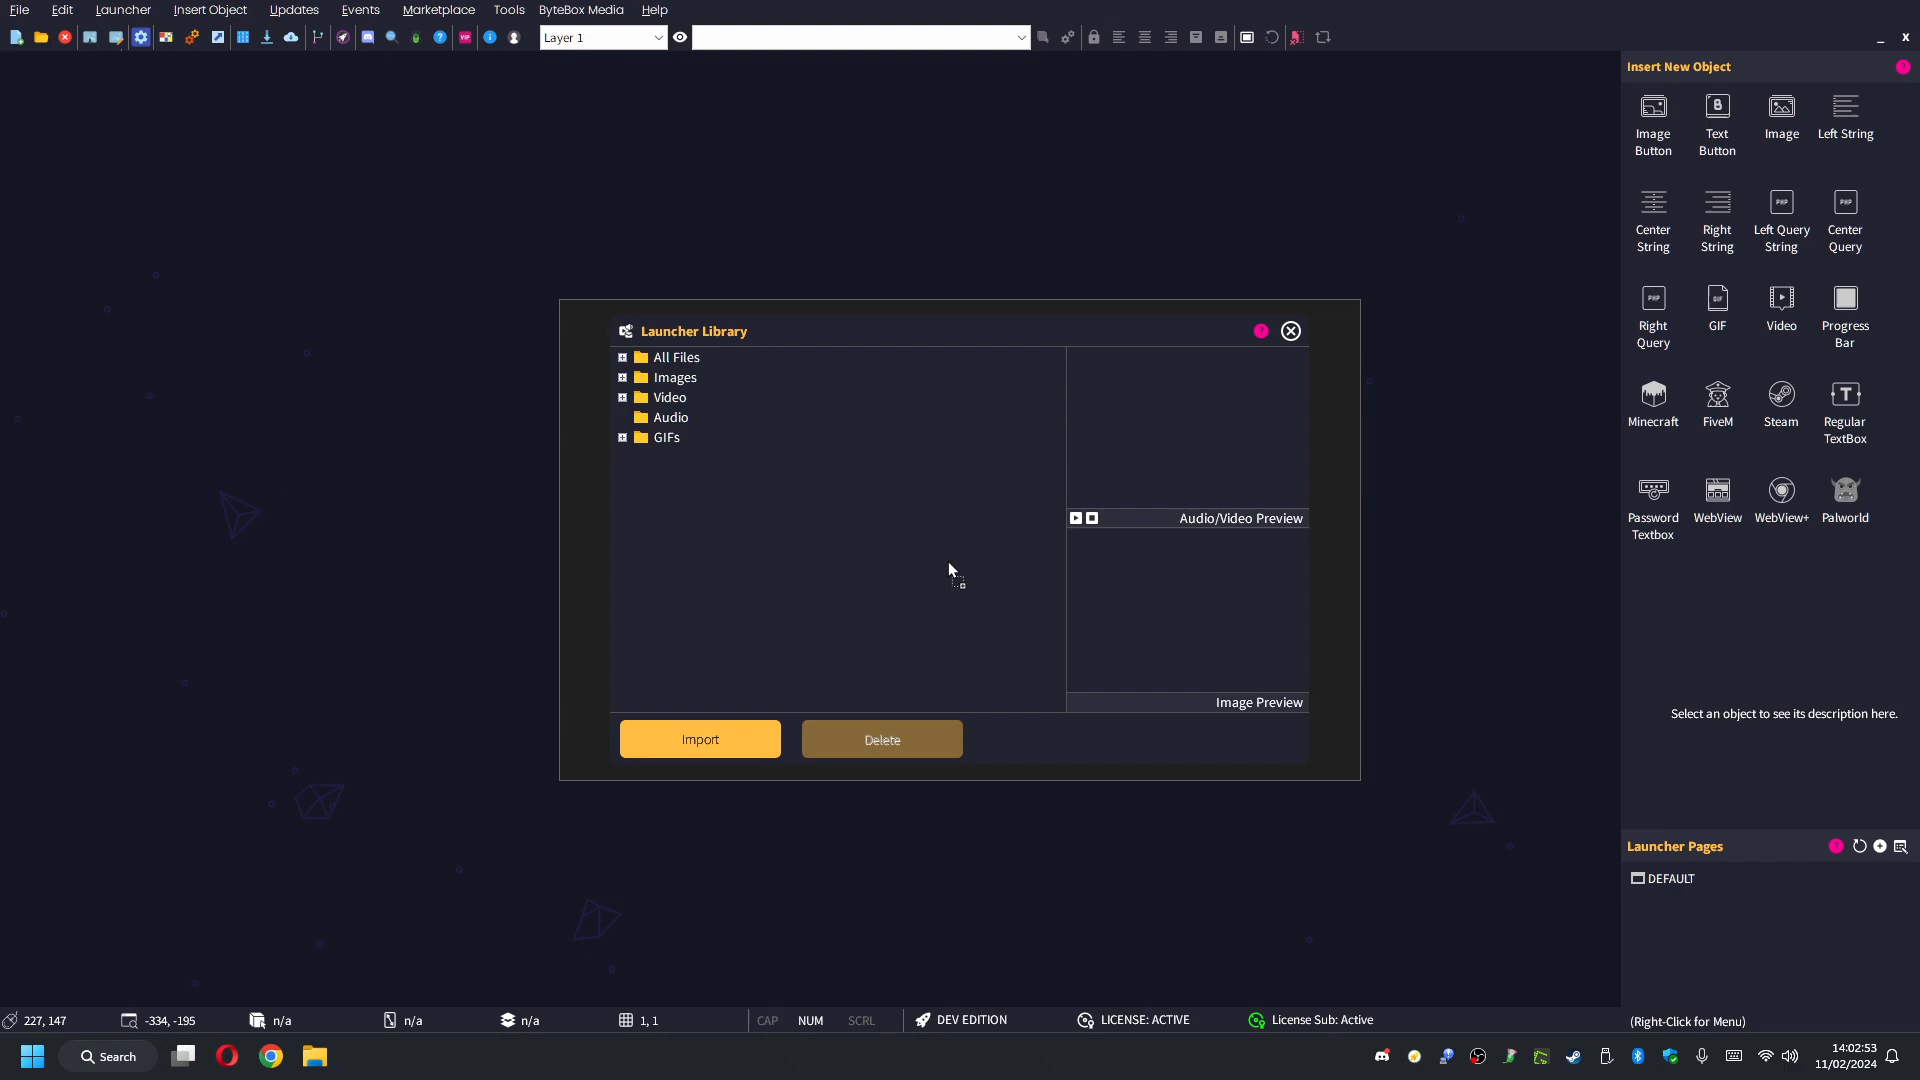 File Edit Launcher Insert Object Updates Events Marketplace Tools ByteBox Media Help
VIP
Layer 1
Insert New Object
Image Button
Text Button
Image
Left String
Center String
Right String
Left Query String
Center Query
Right Query
GIF
Video
Progress Bar
Minecraft
FiveM
Steam
Regular TextBox
Password Textbox
WebView
WebView+
Palworld
Select an object to see its description here.
Launcher Library
All Files
Images
Video
Audio
GIFs
Audio/Video Preview
Image Preview
Import
Delete
Launcher Pages
DEFAULT
(Right-Click for Menu)
227, 147
-334, -195
n/a
n/a
n/a
1, 1
CAP NUM SCRL
DEV EDITION
LICENSE: ACTIVE
License Sub: Active
Search
14:02:53
11/02/2024